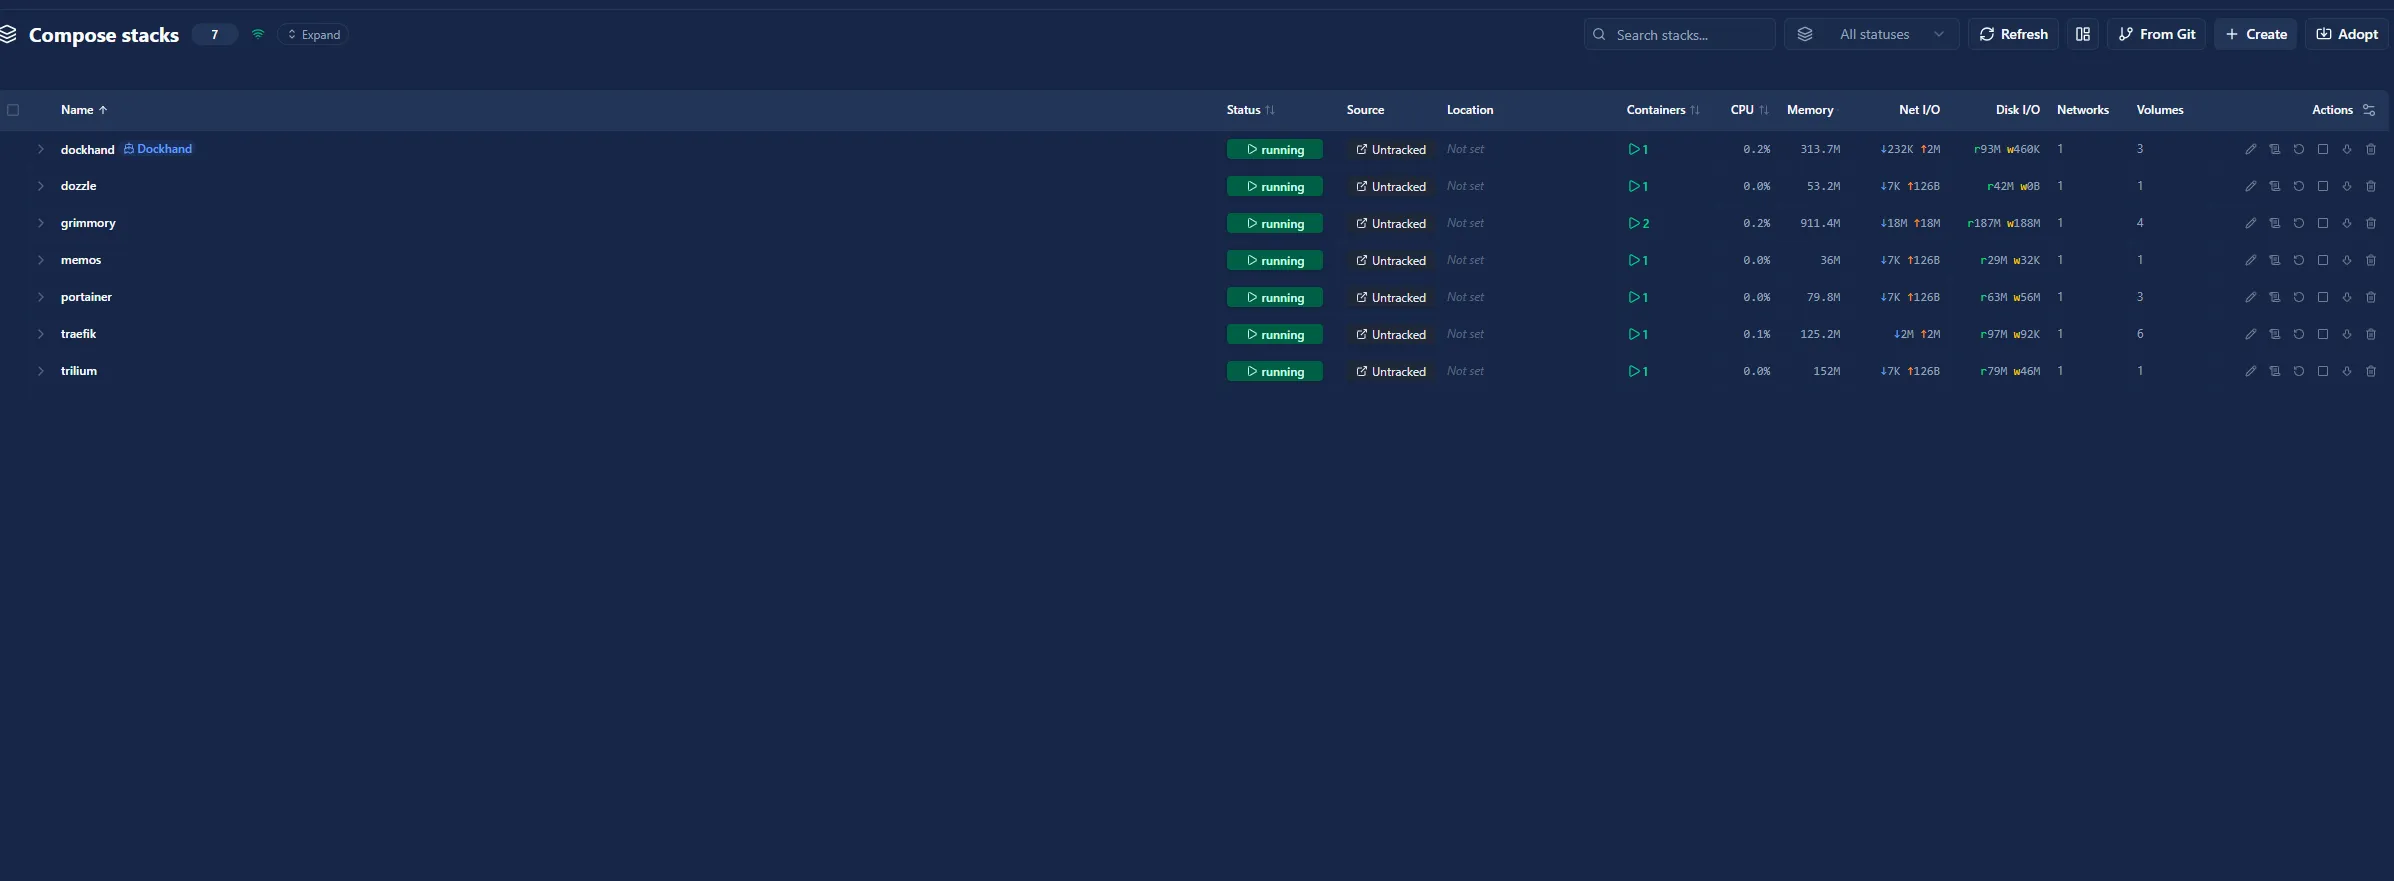 Compose stacks 7 Expand Search stacks... All statuses Refresh From Git Create Adopt
Name Status Source Location Containers CPU Memory Net I/O Disk I/O Networks Volumes Actions
dockhand Dockhand running Untracked Not set 1 0.2% 313.7M ↓232K ↑2M r93M w460K 1 3
dozzle running Untracked Not set 1 0.0% 53.2M ↓7K ↑126B r42M w0B 1 1
grimmory running Untracked Not set 2 0.2% 911.4M ↓18M ↑18M r187M w188M 1 4
memos running Untracked Not set 1 0.0% 36M ↓7K ↑126B r29M w32K 1 1
portainer running Untracked Not set 1 0.0% 79.8M ↓7K ↑126B r63M w56M 1 3
traefik running Untracked Not set 1 0.1% 125.2M ↓2M ↑2M r97M w92K 1 6
trilium running Untracked Not set 1 0.0% 152M ↓7K ↑126B r79M w46M 1 1